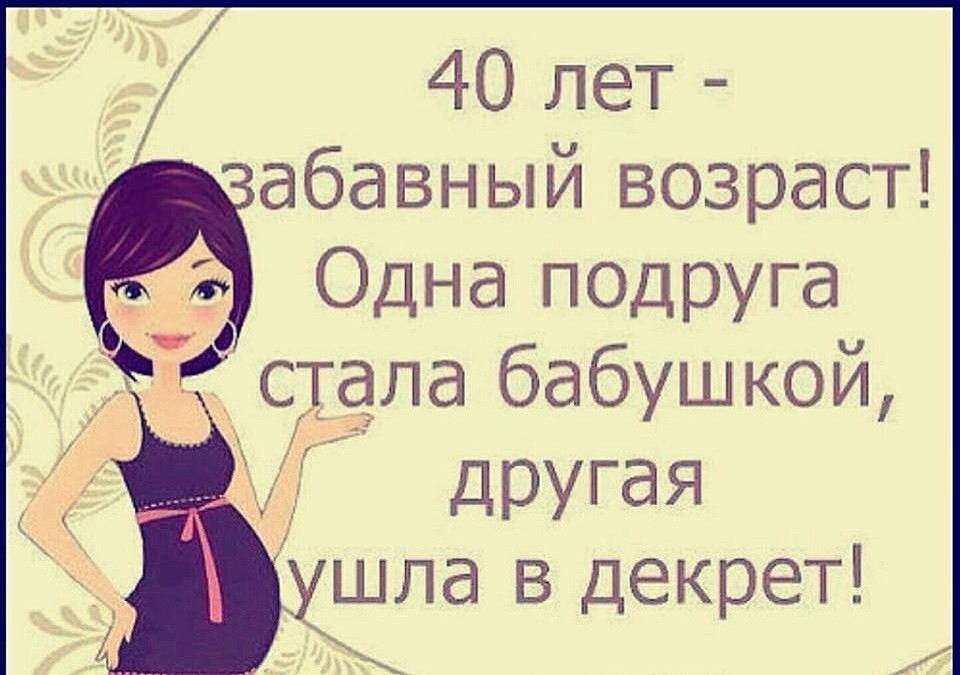 40 лет -
забавный возраст!
Одна подруга
стала бабушкой,
другая
ушла в декрет!